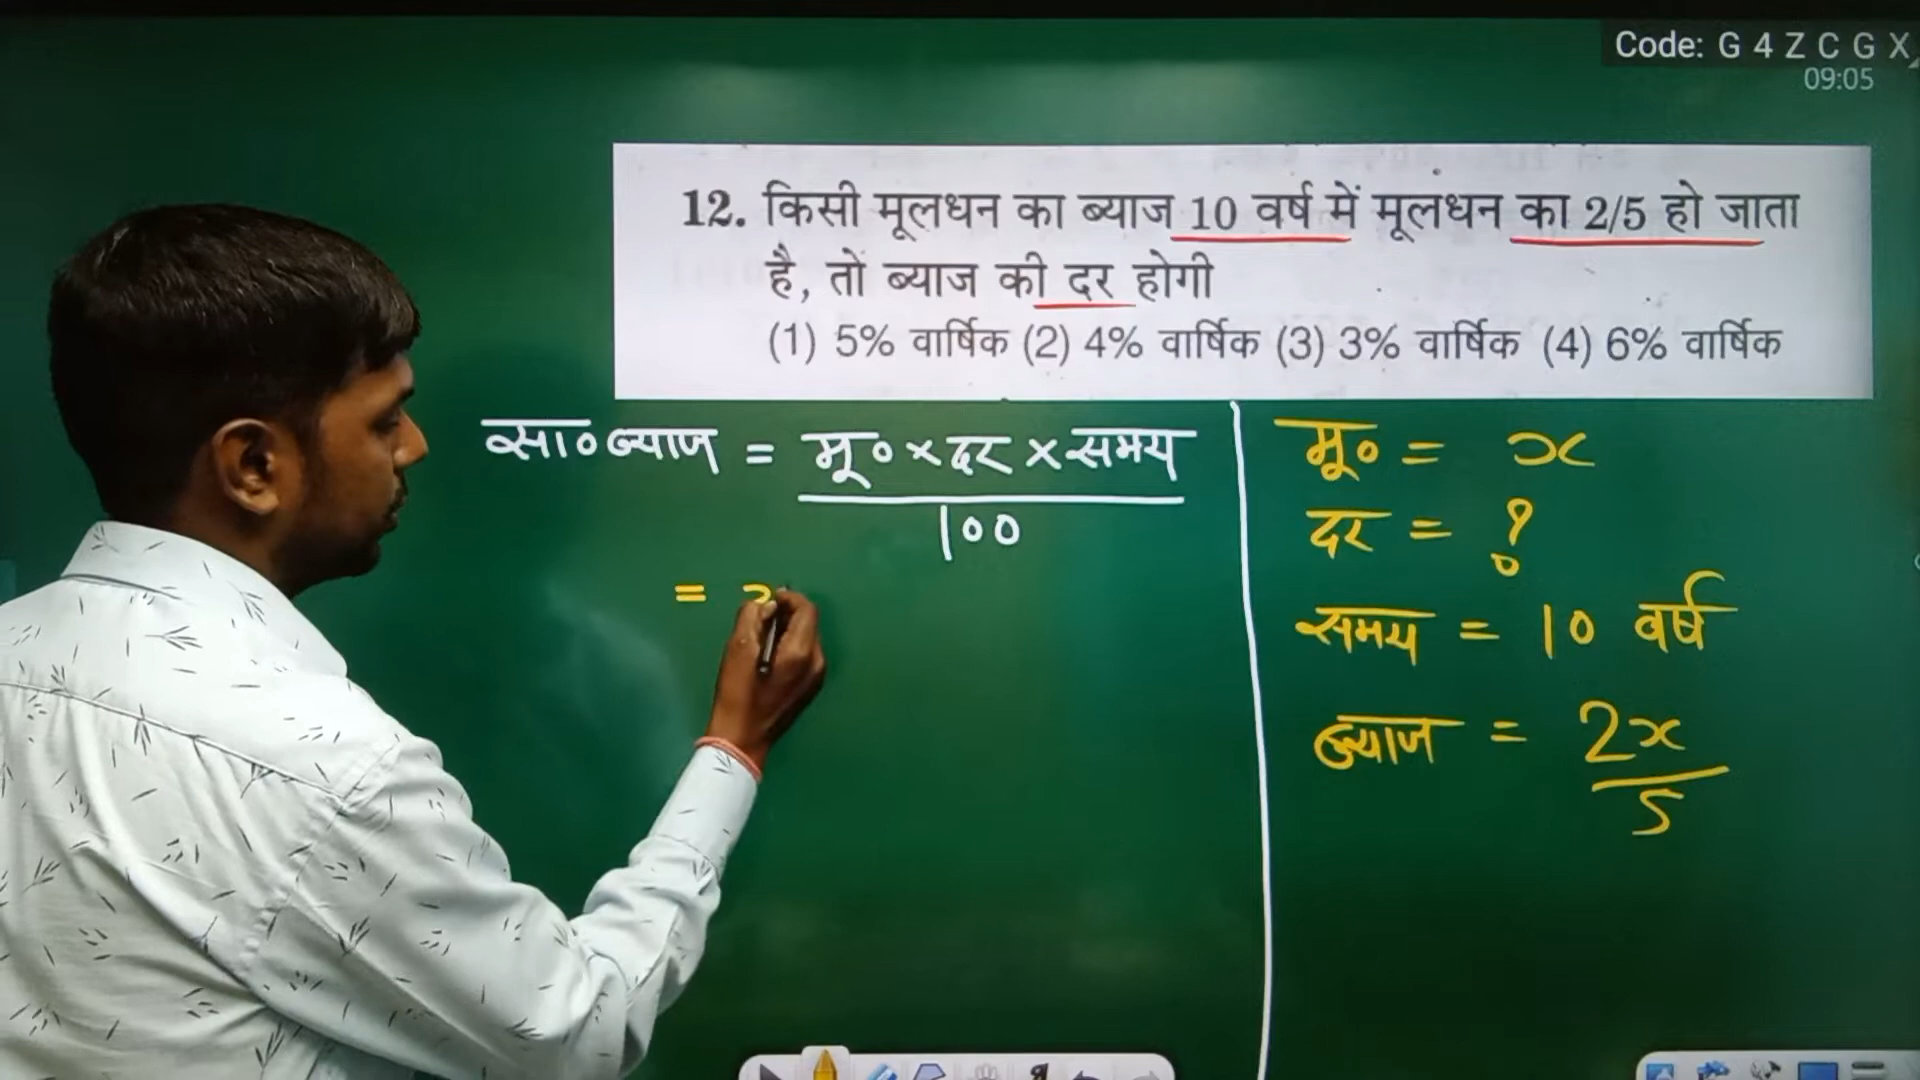 Code: G 4 Z C G X
09:05
12. किसी मूलधन का ब्याज 10 वर्ष में मूलधन का 2/5 हो जाता
है, तो ब्याज की दर होगी
(1) 5% वार्षिक (2) 4% वार्षिक (3) 3% वार्षिक (4) 6% वार्षिक
सा० ब्याज = मू० × दर × समय
100
=
मू० = x
दर = ?
समय = 10 वर्ष
ब्याज = 2x
5